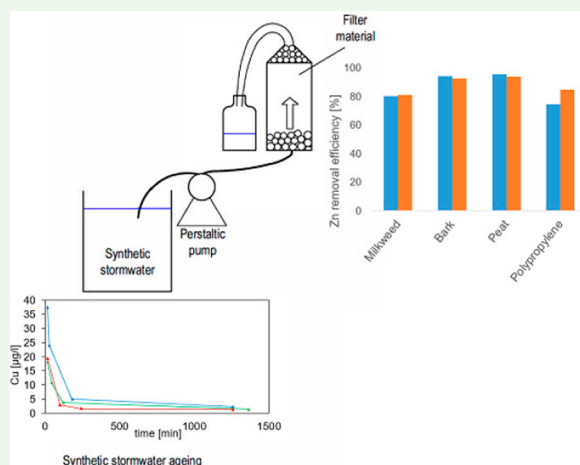 Filter
material
Zn removal efficiency [%]
100
80
60
40
20
0
Milkweed
Bark
Peat
Polypropylene
Perstaltic
pump
Synthetic
stormwater
Cu [µg/l]
40
35
30
25
20
15
10
5
0
0 500 1000 1500
time [min]
Synthetic stormwater ageing